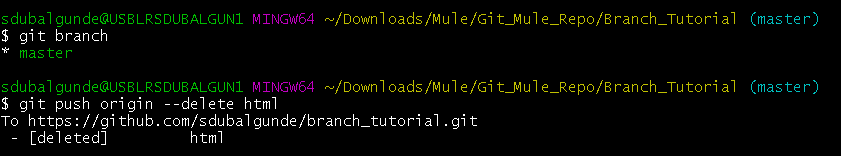 sdubalgunde@USBLRSDUBALGUN1 MINGW64 ~/Downloads/Mule/Git_Mule_Repo/Branch_Tutorial (master)
$ git branch
* master
sdubalgunde@USBLRSDUBALGUN1 MINGW64 ~/Downloads/Mule/Git_Mule_Repo/Branch_Tutorial (master)
$ git push origin --delete html
To https://github.com/sdubalgunde/branch_tutorial.git
 - [deleted]         html